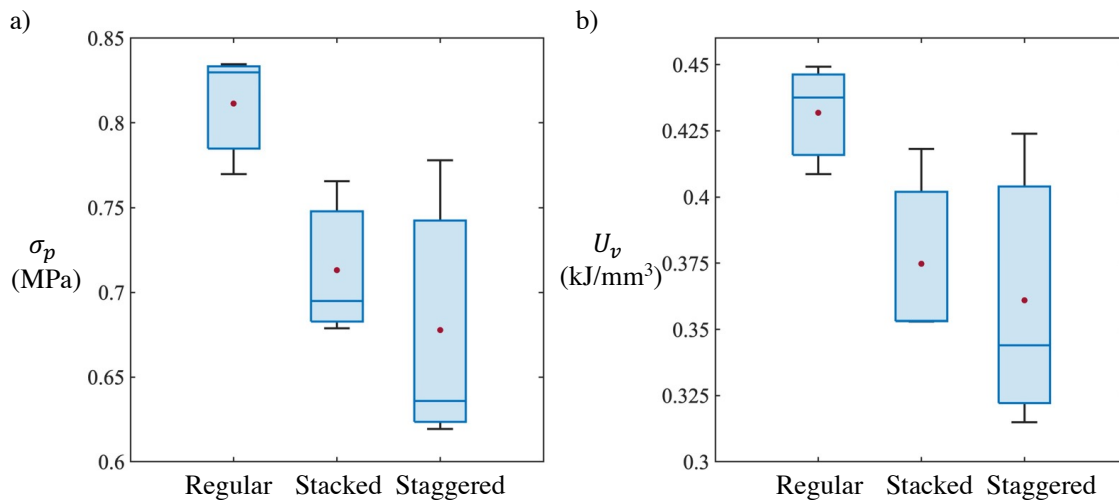 a)
0.85
0.8
0.75
0.7
0.65
0.6
σₚ
(MPa)
Regular Stacked Staggered
b)
0.45
0.425
0.4
0.375
0.35
0.325
0.3
Uᵥ
(kJ/mm³)
Regular Stacked Staggered